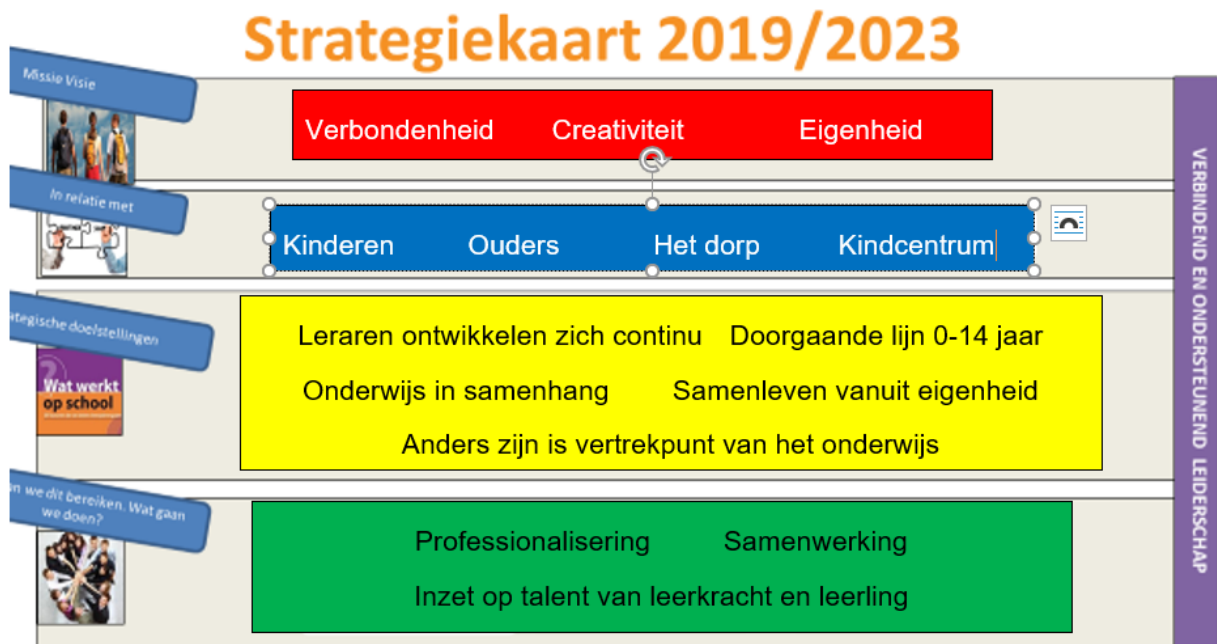 Strategiekaart 2019/2023
Missie Visie
Verbondenheid Creativiteit Eigenheid
In relatie met
Kinderen Ouders Het dorp Kindcentrum
ategische doelstellingen
Leraren ontwikkelen zich continu Doorgaande lijn 0-14 jaar
Onderwijs in samenhang Samenleven vanuit eigenheid
Anders zijn is vertrekpunt van het onderwijs
Wat werkt
op school
n we dit bereiken. Wat gaan
we doen?
Professionalisering Samenwerking
Inzet op talent van leerkracht en leerling
VERBINDEND EN ONDERSTEUNEND LEIDERSCHAP